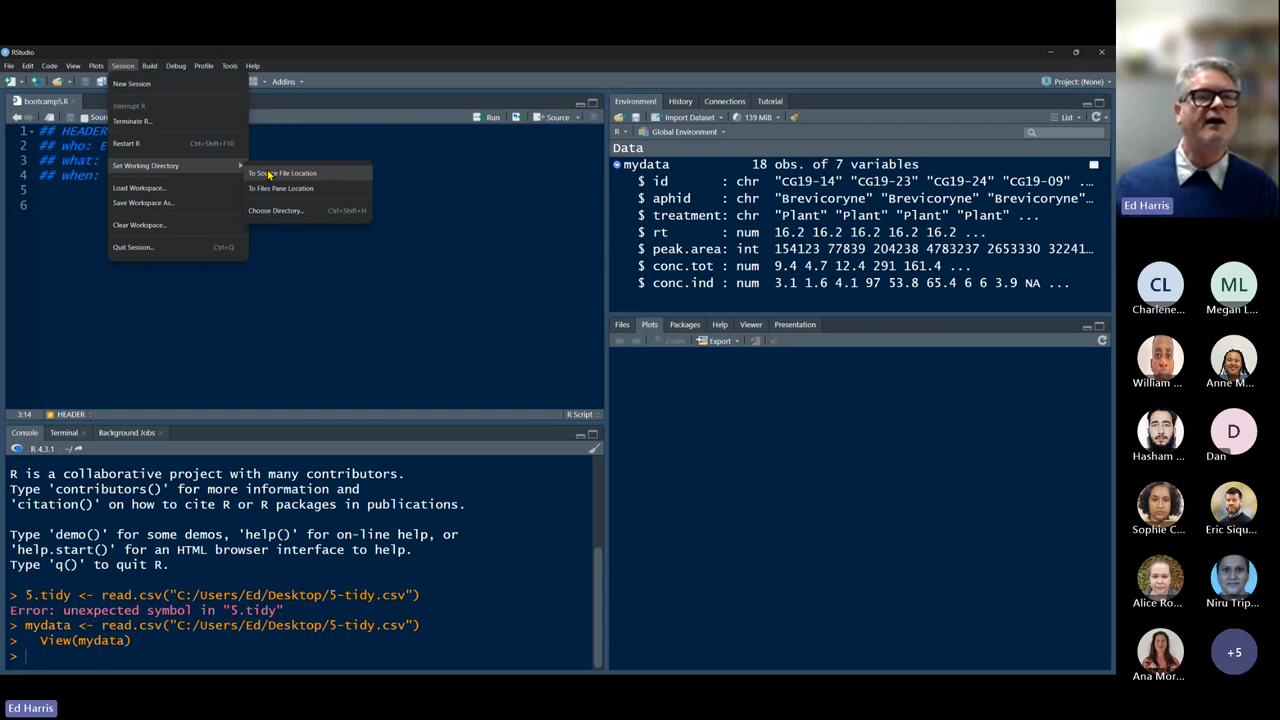 RStudio
File Edit Code View Plots Session Build Debug Profile Tools Help
Addins
Project: (None)
New Session
Interrupt R
Terminate R...
Restart R Ctrl+Shift+F10
Set Working Directory
Load Workspace...
Save Workspace As...
Clear Workspace...
Quit Session... Ctrl+Q
To Source File Location
To Files Pane Location
Choose Directory... Ctrl+Shift+H
bootcamp5.R
Sour
Run
Source
1 ## HEADER
2 ## who: E
3 ## what:
4 ## when:
5
6
3:14 HEADER R Script
Console Terminal Background Jobs
R 4.3.1 · ~/
R is a collaborative project with many contributors.
Type 'contributors()' for more information and
'citation()' on how to cite R or R packages in publications.
Type 'demo()' for some demos, 'help()' for on-line help, or
'help.start()' for an HTML browser interface to help.
Type 'q()' to quit R.
> 5.tidy <- read.csv("C:/Users/Ed/Desktop/5-tidy.csv")
Error: unexpected symbol in "5.tidy"
> mydata <- read.csv("C:/Users/Ed/Desktop/5-tidy.csv")
> View(mydata)
>
Environment History Connections Tutorial
Import Dataset 139 MiB List
R Global Environment
Data
mydata 18 obs. of 7 variables
$ id : chr "CG19-14" "CG19-23" "CG19-24" "CG19-09" ...
$ aphid : chr "Brevicoryne" "Brevicoryne" "Brevicoryne" ...
$ treatment: chr "Plant" "Plant" "Plant" "Plant" ...
$ rt : num 16.2 16.2 16.2 16.2 16.2 ...
$ peak.area: int 154123 77839 204238 4783237 2653330 32241...
$ conc.tot : num 9.4 4.7 12.4 291 161.4 ...
$ conc.ind : num 3.1 1.6 4.1 97 53.8 65.4 6 6 3.9 NA ...
Files Plots Packages Help Viewer Presentation
Zoom Export
Ed Harris
CL ML
Charlene... Megan L...
William ... Anne M...
D
Hasham ... Dan
Sophie C... Eric Siqu...
Alice Ro... Niru Trip...
+5
Ana Mor...
Ed Harris